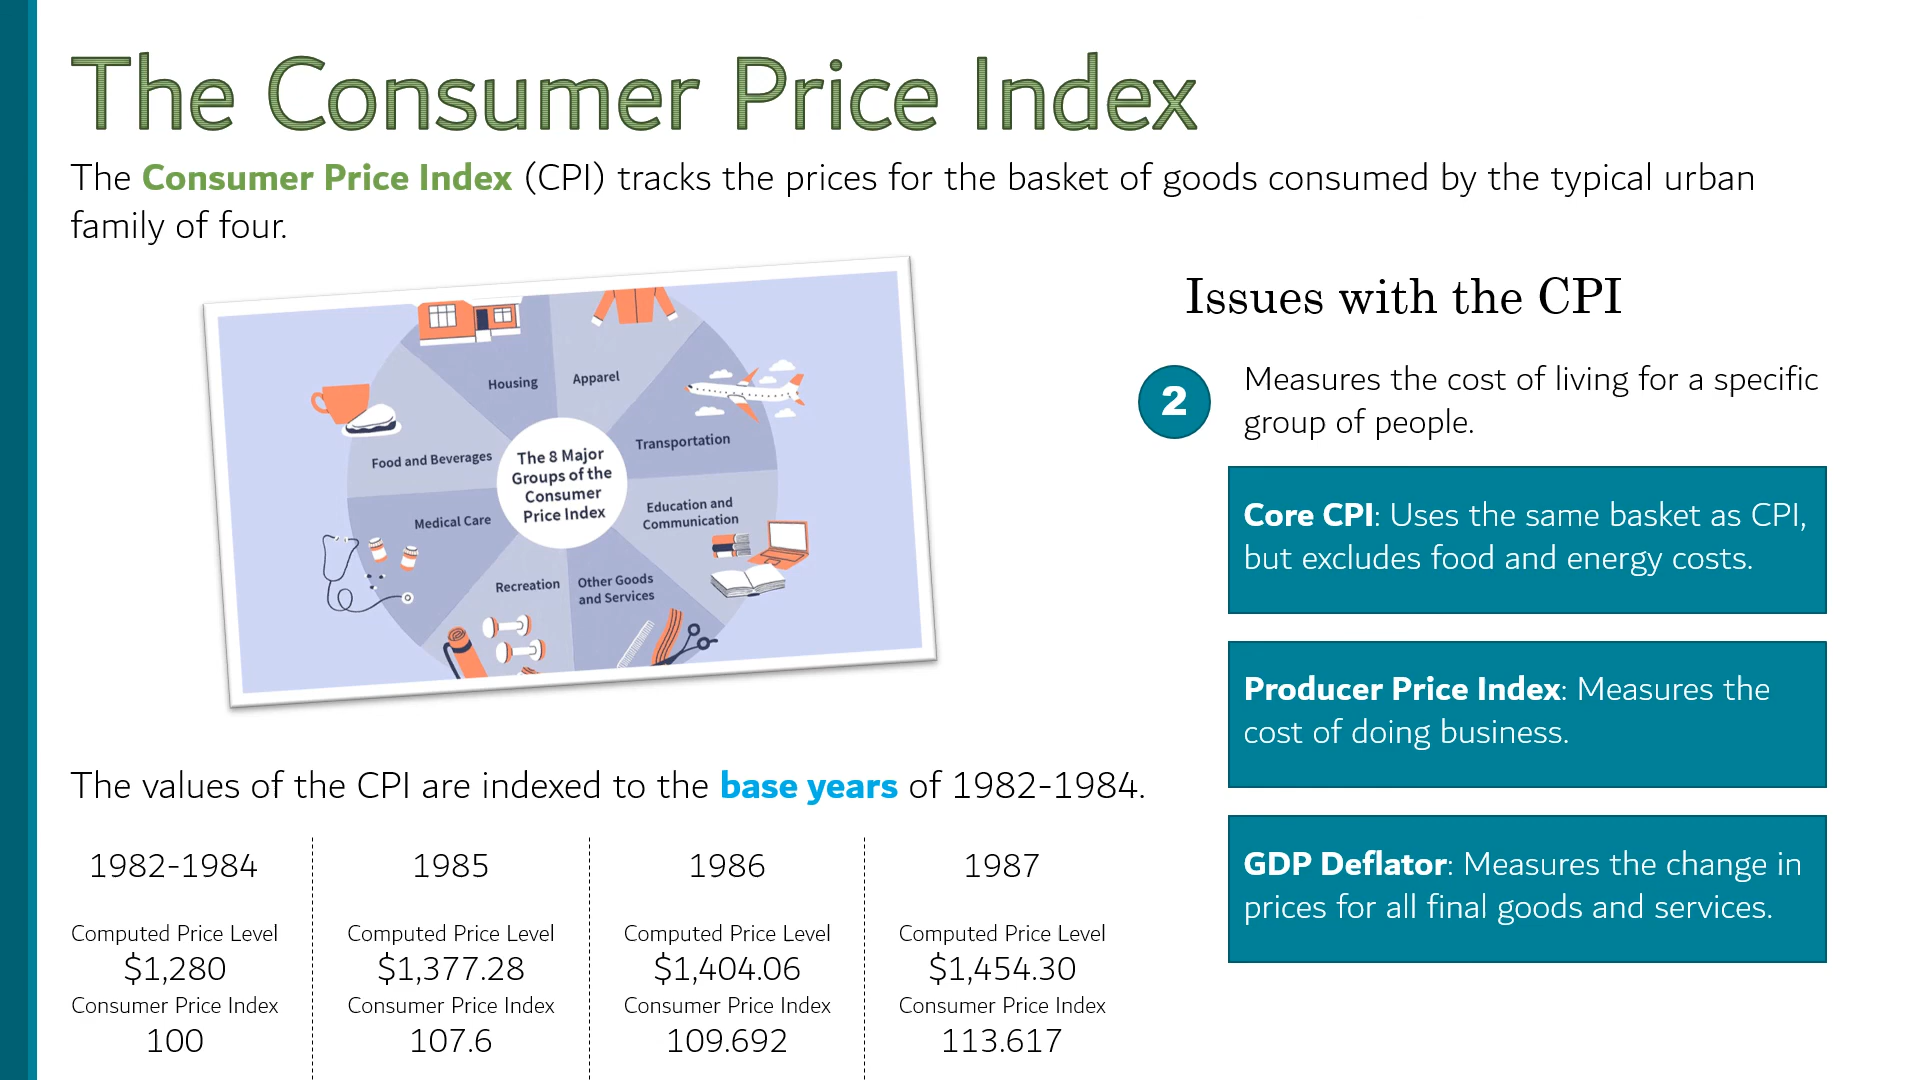 The Consumer Price Index
The Consumer Price Index (CPI) tracks the prices for the basket of goods consumed by the typical urban
family of four.
Housing
Apparel
Transportation
Food and Beverages
The 8 Major
Groups of the
Consumer
Price Index
Education and
Communication
Medical Care
Recreation
Other Goods
and Services
The values of the CPI are indexed to the base years of 1982-1984.
1982-1984
Computed Price Level
$1,280
Consumer Price Index
100
1985
Computed Price Level
$1,377.28
Consumer Price Index
107.6
1986
Computed Price Level
$1,404.06
Consumer Price Index
109.692
1987
Computed Price Level
$1,454.30
Consumer Price Index
113.617
Issues with the CPI
2
Measures the cost of living for a specific
group of people.
Core CPI: Uses the same basket as CPI,
but excludes food and energy costs.
Producer Price Index: Measures the
cost of doing business.
GDP Deflator: Measures the change in
prices for all final goods and services.